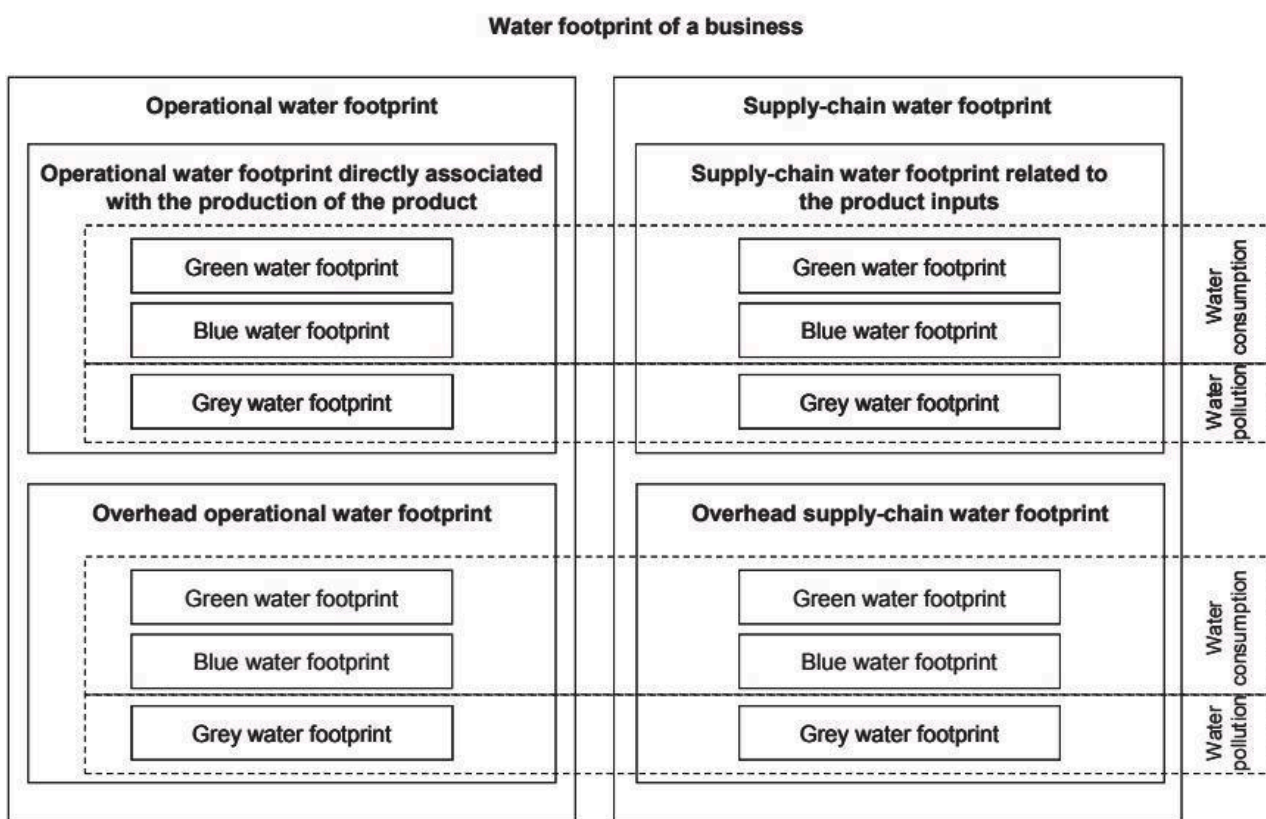 Water footprint of a business
Operational water footprint
Operational water footprint directly associated
with the production of the product
Green water footprint
Blue water footprint
Grey water footprint
Overhead operational water footprint
Green water footprint
Blue water footprint
Grey water footprint
Supply-chain water footprint
Supply-chain water footprint related to
the product inputs
Green water footprint
Blue water footprint
Grey water footprint
Overhead supply-chain water footprint
Green water footprint
Blue water footprint
Grey water footprint
Water
consumption
Water
pollution
Water
consumption
Water
pollution